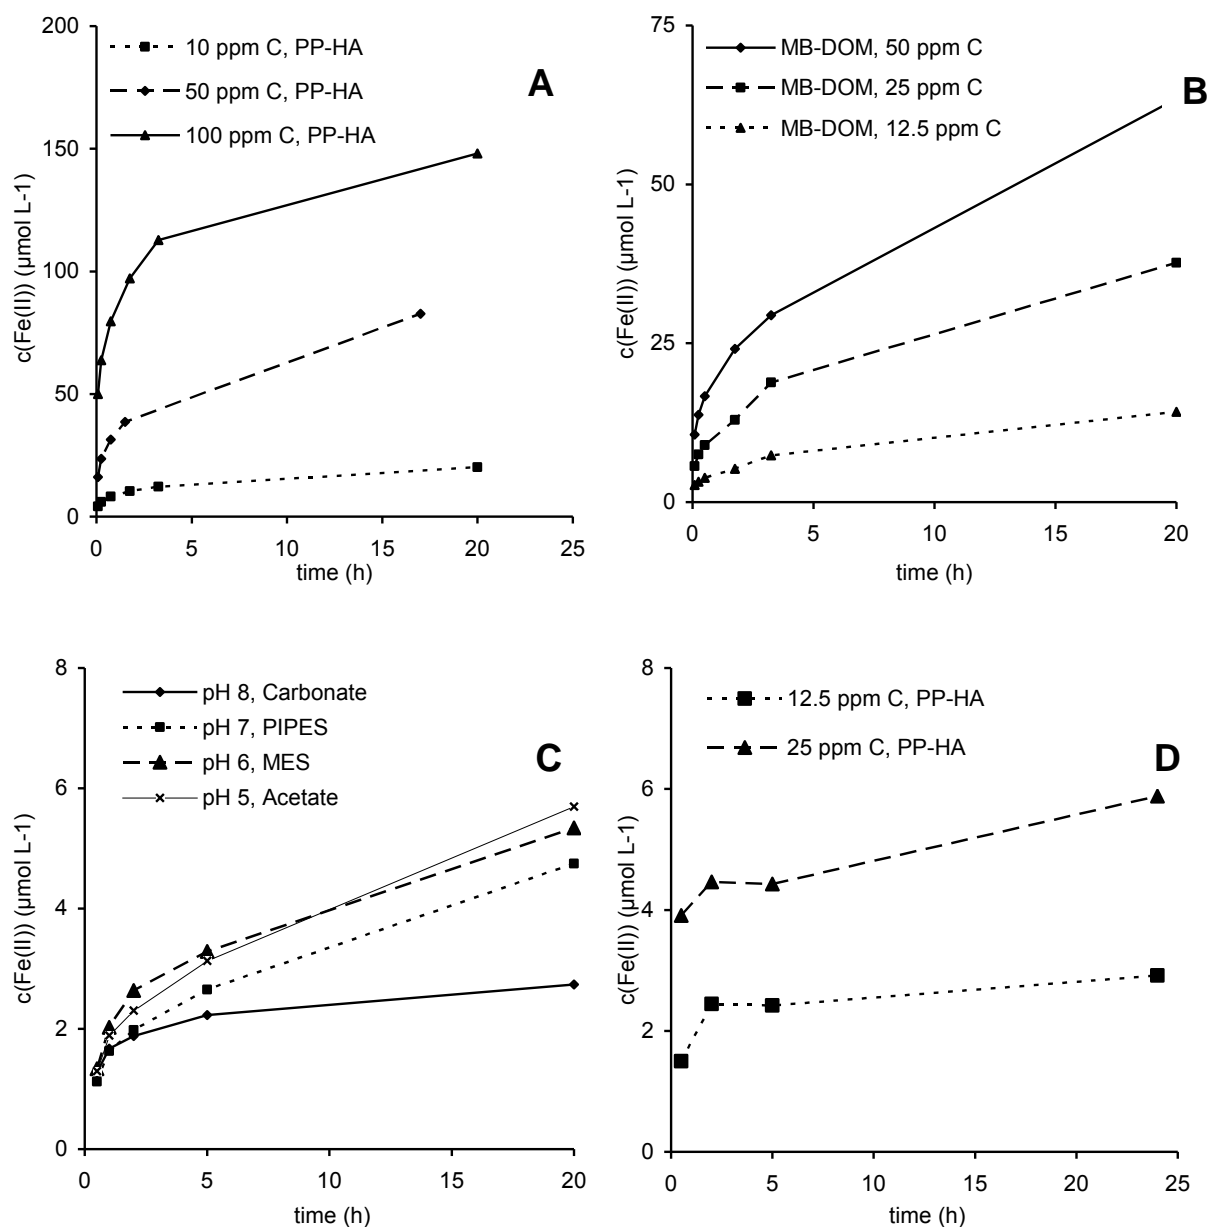 200
150
100
50
0
c(Fe(II)) (µmol L-1)
10 ppm C, PP-HA
50 ppm C, PP-HA
100 ppm C, PP-HA
A
0 5 10 15 20 25
time (h)
75
50
25
0
c(Fe(II)) (µmol L-1)
MB-DOM, 50 ppm C
MB-DOM, 25 ppm C
MB-DOM, 12.5 ppm C
B
0 5 10 15 20
time (h)
8
6
4
2
0
c(Fe(II)) (µmol L-1)
pH 8, Carbonate
pH 7, PIPES
pH 6, MES
pH 5, Acetate
C
0 5 10 15 20
time (h)
8
6
4
2
0
c(Fe(II)) (µmol L-1)
12.5 ppm C, PP-HA
25 ppm C, PP-HA
D
0 5 10 15 20 25
time (h)